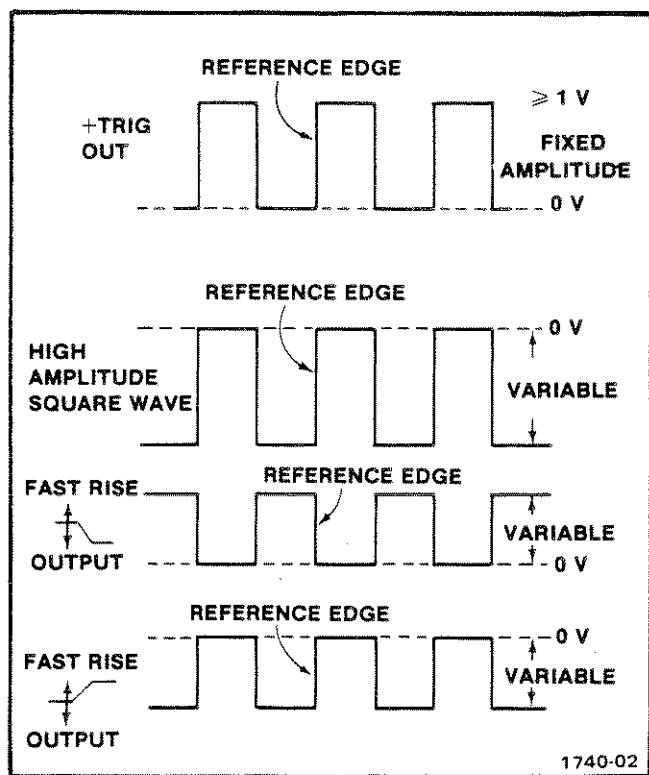 REFERENCE EDGE
≥ 1 V
+TRIG
OUT
FIXED
AMPLITUDE
0 V
REFERENCE EDGE
0 V
HIGH
AMPLITUDE
SQUARE WAVE
VARIABLE
REFERENCE EDGE
FAST RISE
VARIABLE
OUTPUT
0 V
REFERENCE EDGE
0 V
FAST RISE
VARIABLE
OUTPUT
1740-02